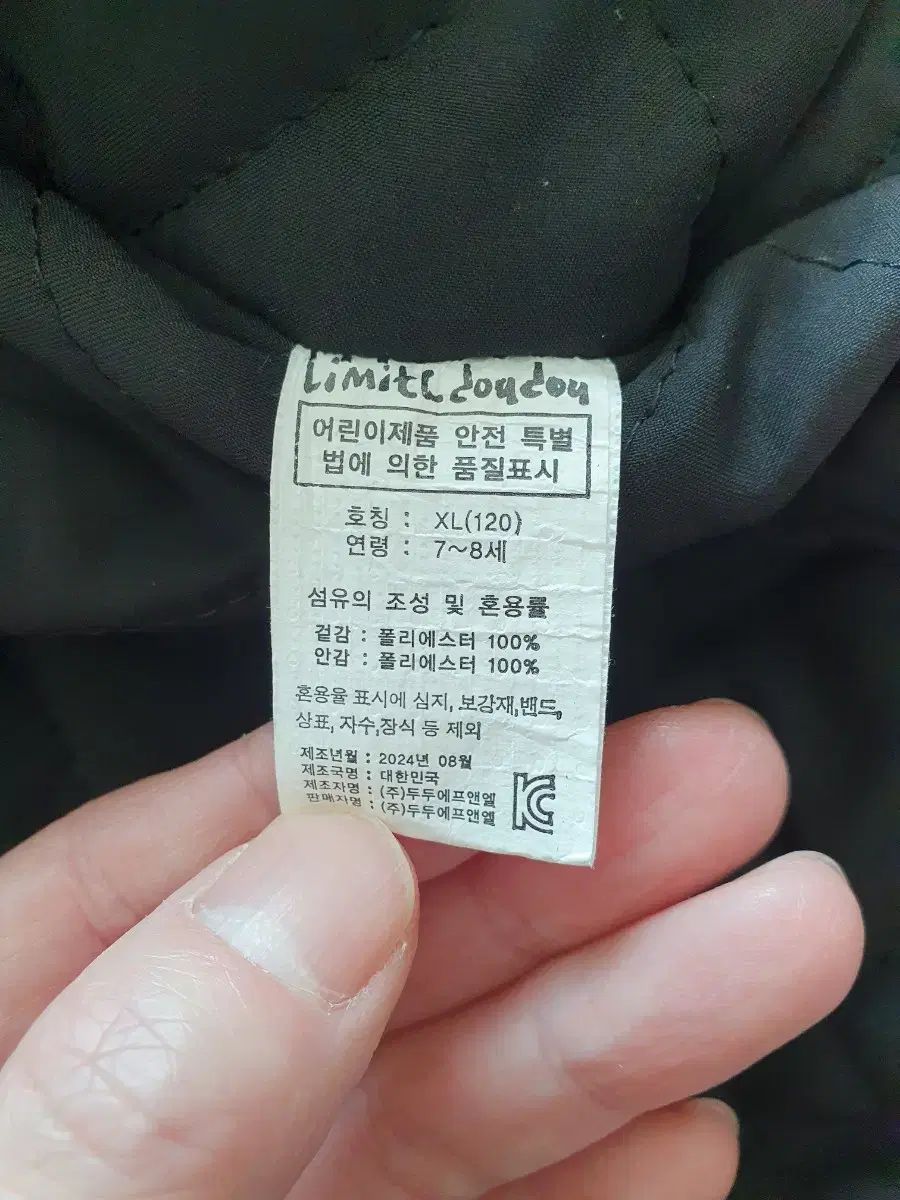 Limite doudou
어린이제품 안전 특별
법에 의한 품질표시
호칭 : XL(120)
연령 : 7~8세
섬유의 조성 및 혼용률
겉감 : 폴리에스터 100%
안감 : 폴리에스터 100%
혼용율 표시에 심지, 보강재,밴드,
상표, 자수,장식 등 제외
제조년월 : 2024년 08월
제조국명 : 대한민국
제조자명 : (주)두두에프앤엘
판매자명 : (주)두두에프앤엘